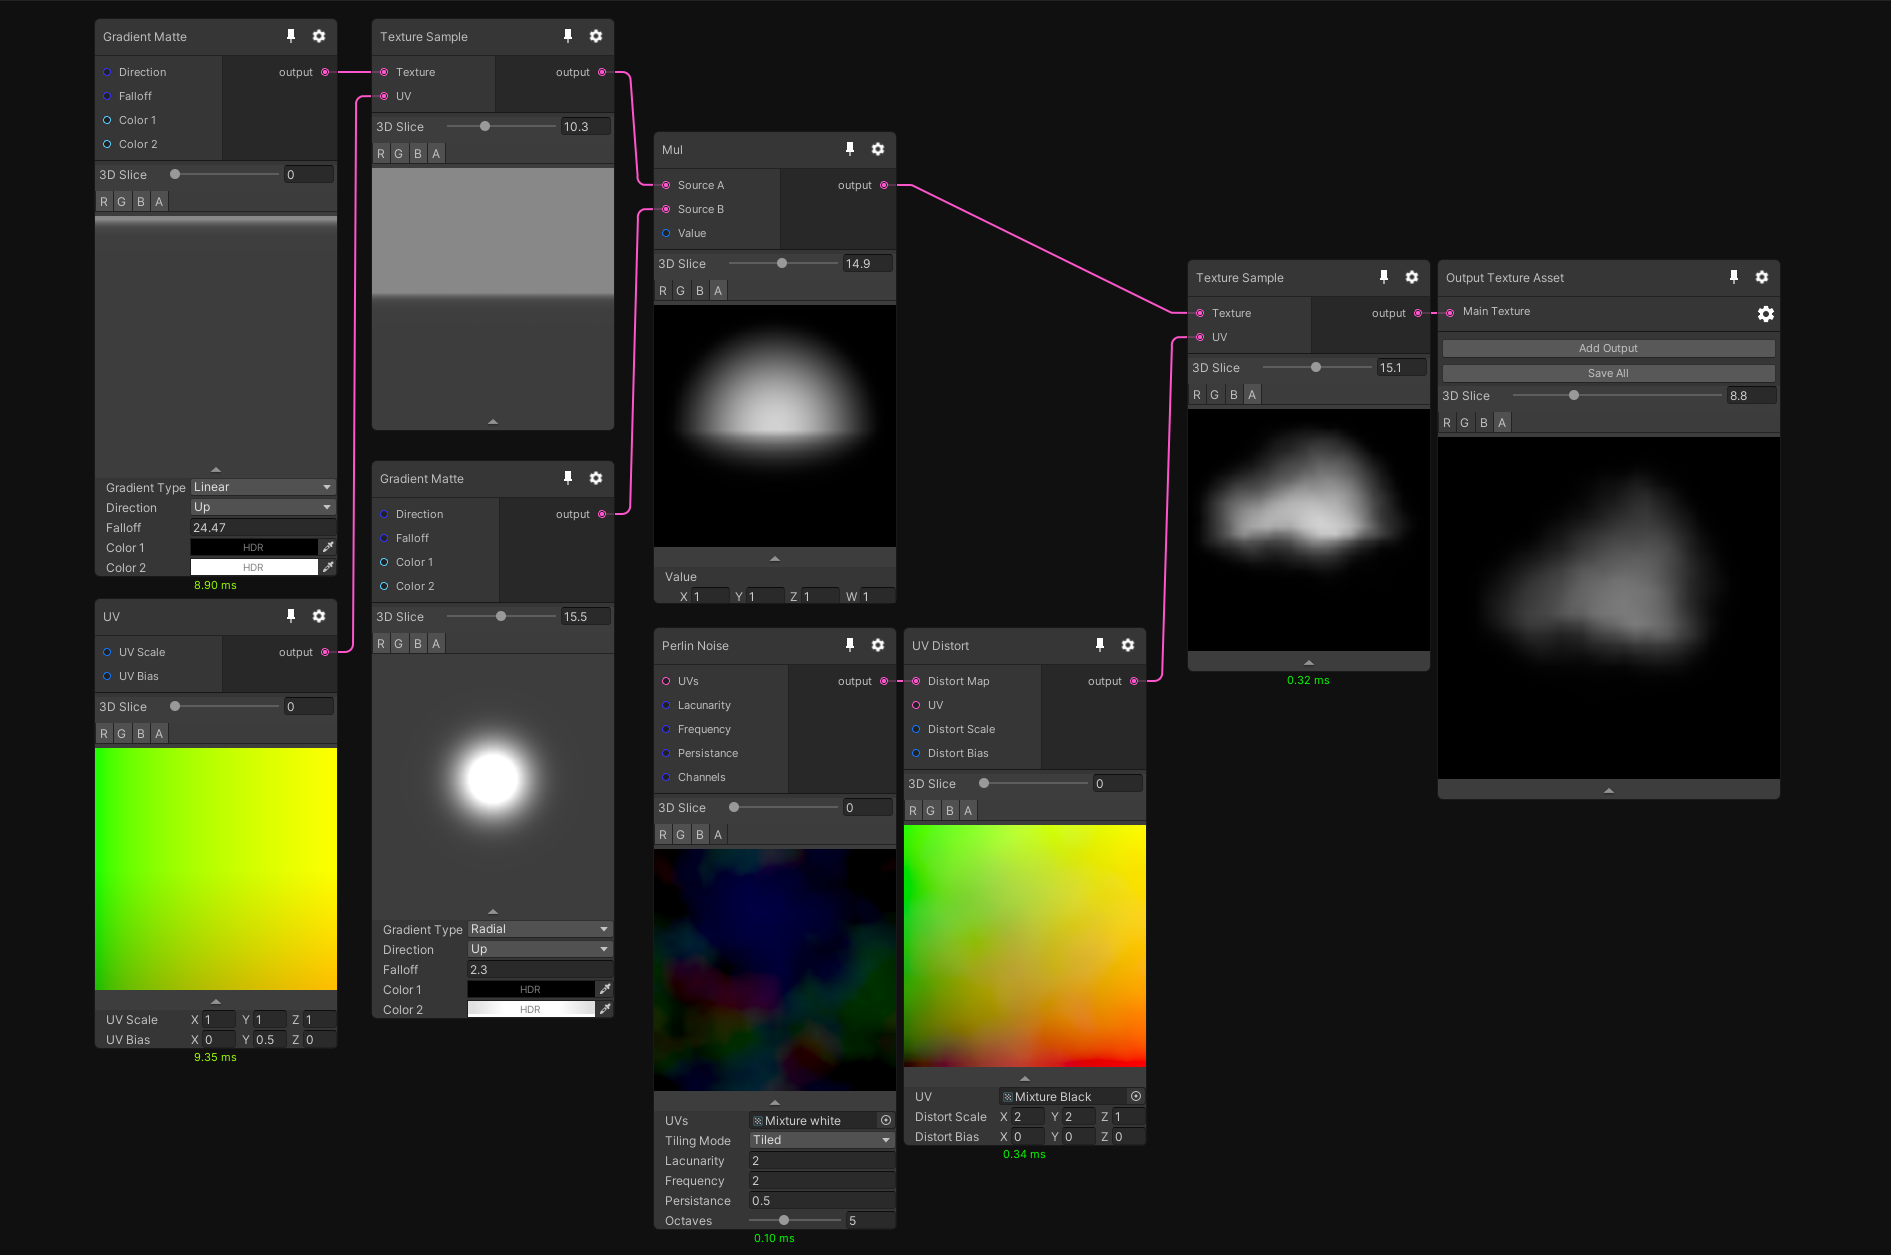 Gradient Matte
Direction
output
Falloff
Color 1
Color 2
3D Slice
0
R G B A
Gradient Type
Linear
Direction
Up
Falloff
24.47
Color 1
HDR
Color 2
HDR
8.90 ms
UV
UV Scale
output
UV Bias
3D Slice
0
R G B A
UV Scale X 1 Y 1 Z 1
UV Bias X 0 Y 0.5 Z 0
9.35 ms
Texture Sample
Texture
output
UV
3D Slice
10.3
R G B A
Gradient Matte
Direction
output
Falloff
Color 1
Color 2
3D Slice
15.5
R G B A
Gradient Type
Radial
Direction
Up
Falloff
2.3
Color 1
HDR
Color 2
HDR
Mul
Source A
output
Source B
Value
3D Slice
14.9
R G B A
Value
X 1 Y 1 Z 1 W 1
Perlin Noise
UVs
output
Lacunarity
Frequency
Persistance
Channels
3D Slice
0
R G B A
UVs
Mixture white
Tiling Mode
Tiled
Lacunarity
2
Frequency
2
Persistance
0.5
Octaves
5
0.10 ms
UV Distort
Distort Map
output
UV
Distort Scale
Distort Bias
3D Slice
0
R G B A
UV
Mixture Black
Distort Scale X 2 Y 2 Z 1
Distort Bias X 0 Y 0 Z 0
0.34 ms
Texture Sample
Texture
output
UV
3D Slice
15.1
R G B A
0.32 ms
Output Texture Asset
Main Texture
Add Output
Save All
3D Slice
8.8
R G B A